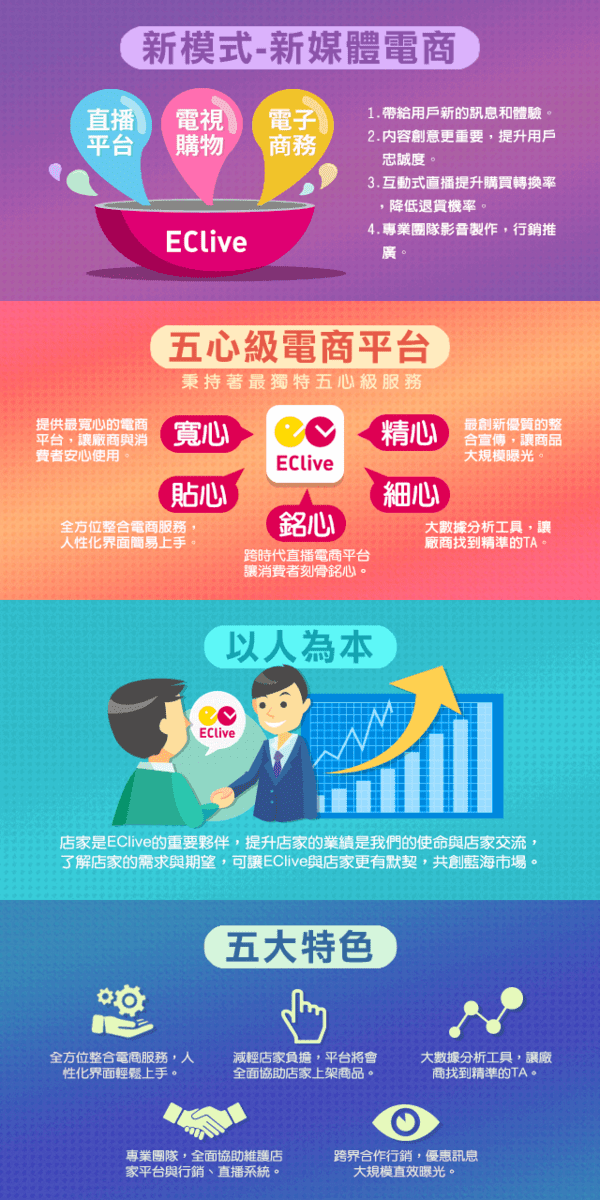 新模式-新媒體電商
直播
平台
電視
購物
電子
商務
EClive
1.帶給用戶新的訊息和體驗。
2.內容創意更重要，提升用戶
忠誠度。
3.互動式直播提升購買轉換率
，降低退貨機率。
4.專業團隊影音製作，行銷推
廣。
五心級電商平台
秉持著最獨特五心級服務
提供最寬心的電商
平台，讓廠商與消
費者安心使用。
寬心
EClive
精心
最創新優質的整
合宣傳，讓商品
大規模曝光。
貼心
全方位整合電商服務，
人性化界面簡易上手。
銘心
跨時代直播電商平台
讓消費者刻骨銘心。
細心
大數據分析工具，讓
廠商找到精準的TA。
以人為本
EClive
店家是EClive的重要夥伴，提升店家的業績是我們的使命與店家交流，
了解店家的需求與期望，可讓EClive與店家更有默契，共創藍海市場。
五大特色
全方位整合電商服務，人
性化界面輕鬆上手。
減輕店家負擔，平台將會
全面協助店家上架商品。
大數據分析工具，讓廠
商找到精準的TA。
專業團隊，全面協助維護店
家平台與行銷、直播系統。
跨界合作行銷，優惠訊息
大規模直效曝光。